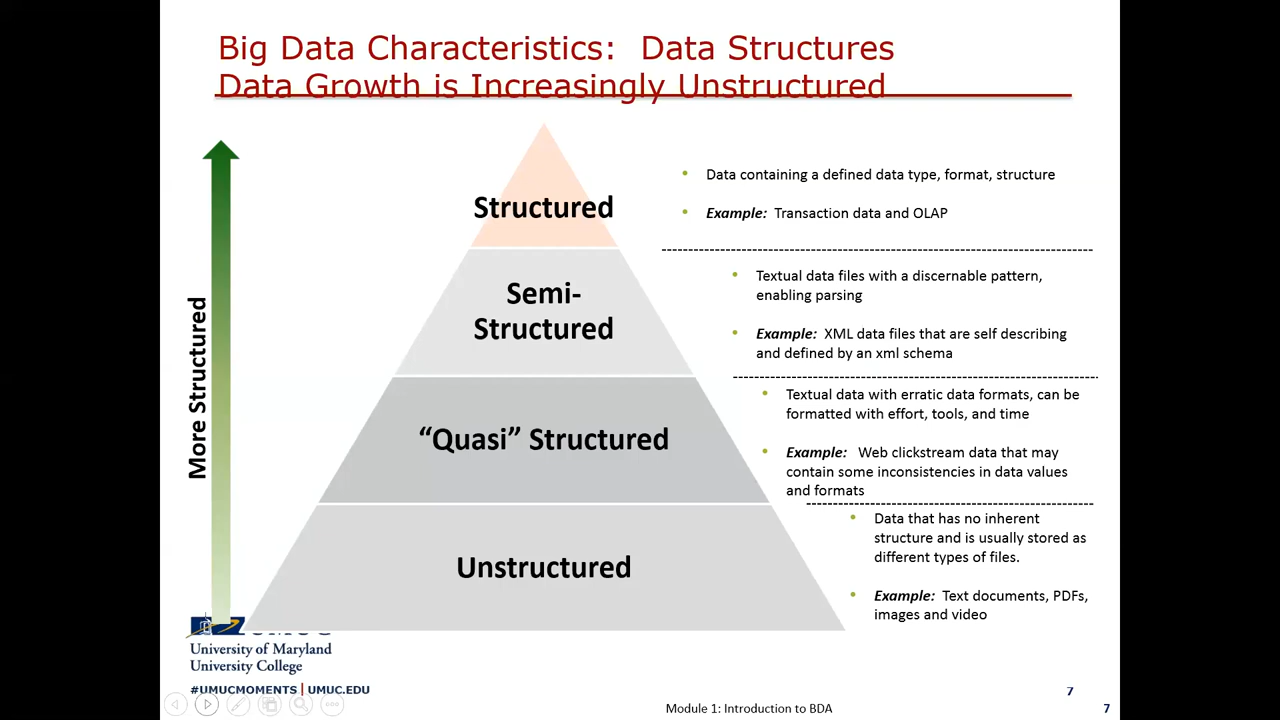 Big Data Characteristics: Data Structures
Data Growth is Increasingly Unstructured
More Structured
Structured
• Data containing a defined data type, format, structure
• Example: Transaction data and OLAP
Semi-
Structured
• Textual data files with a discernable pattern,
enabling parsing
• Example: XML data files that are self describing
and defined by an xml schema
“Quasi” Structured
• Textual data with erratic data formats, can be
formatted with effort, tools, and time
• Example: Web clickstream data that may
contain some inconsistencies in data values
and formats
Unstructured
• Data that has no inherent
structure and is usually stored as
different types of files.
• Example: Text documents, PDFs,
images and video
UMUC
University of Maryland
University College
#UMUCMOMENTS | UMUC.EDU
Module 1: Introduction to BDA
7
7